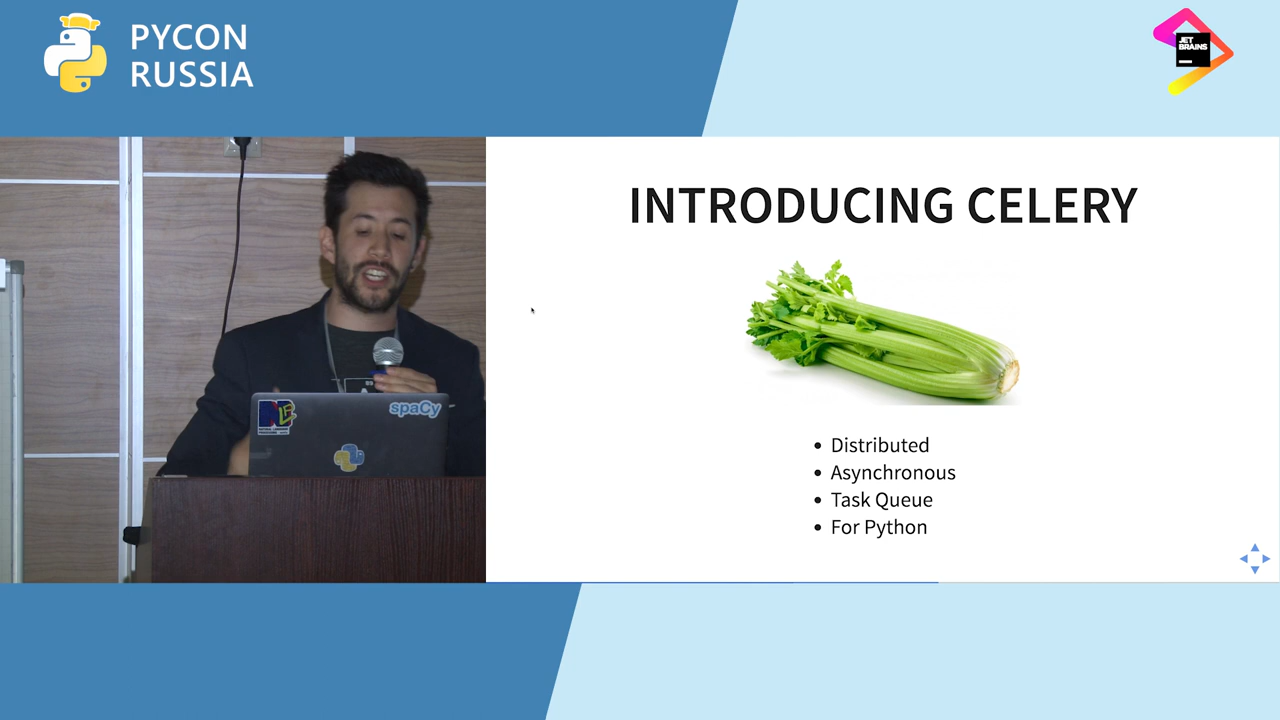 PYCON
RUSSIA
JET
BRAINS
INTRODUCING CELERY
spaCy
Distributed
Asynchronous
Task Queue
For Python